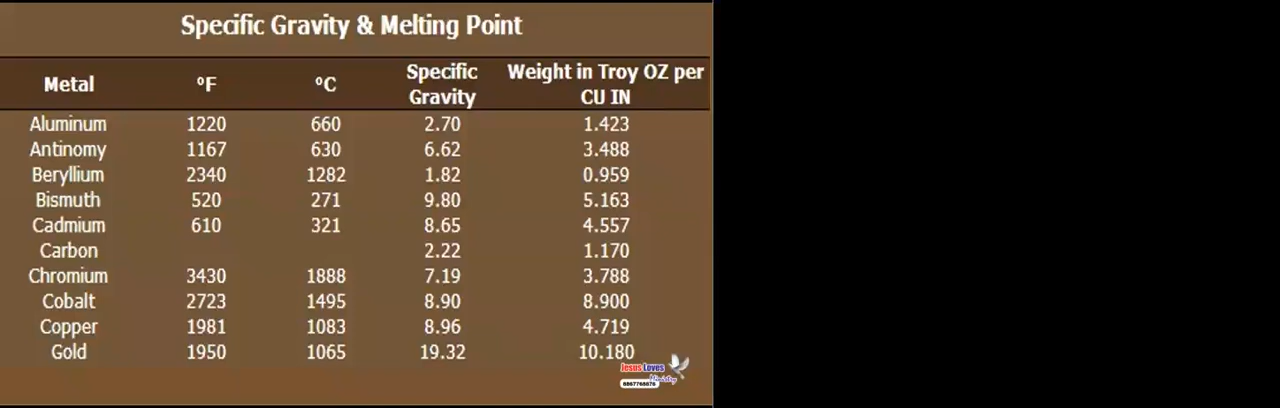 Specific Gravity & Melting Point
Metal °F °C Specific Gravity Weight in Troy OZ per CU IN
Aluminum 1220 660 2.70 1.423
Antinomy 1167 630 6.62 3.488
Beryllium 2340 1282 1.82 0.959
Bismuth 520 271 9.80 5.163
Cadmium 610 321 8.65 4.557
Carbon 2.22 1.170
Chromium 3430 1888 7.19 3.788
Cobalt 2723 1495 8.90 8.900
Copper 1981 1083 8.96 4.719
Gold 1950 1065 19.32 10.180
Jesus Loves
Ministry
8867768876